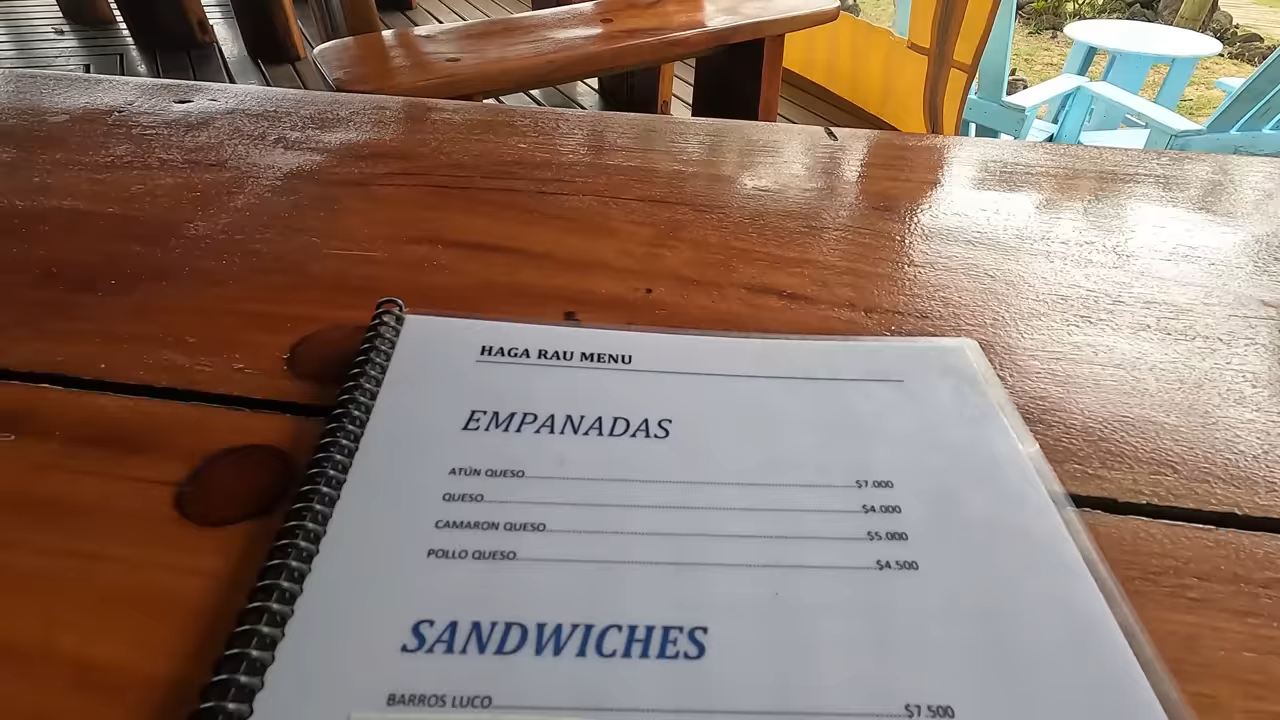 HAGA RAU MENU
EMPANADAS
ATÚN QUESO $7.000
QUESO $4.000
CAMARON QUESO $5.000
POLLO QUESO $4.500
SANDWICHES
BARROS LUCO $7.500